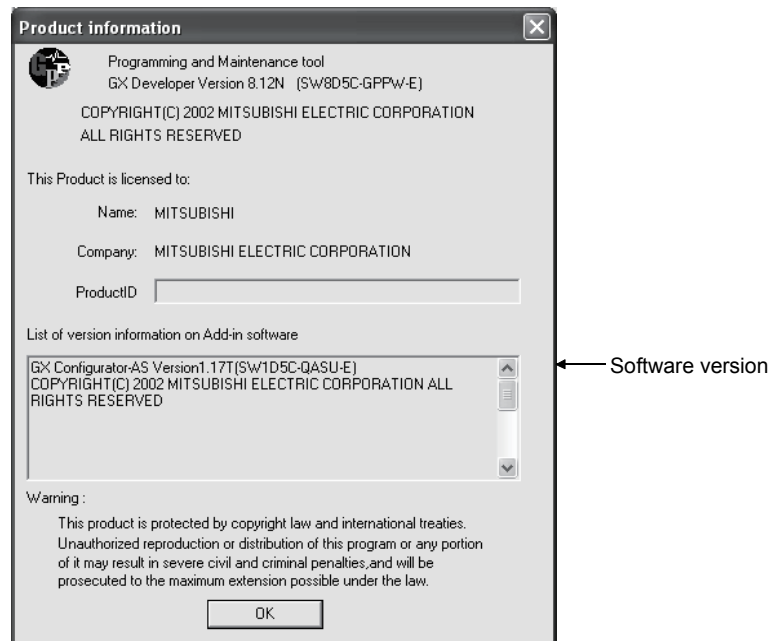 Product information
Programming and Maintenance tool
GX Developer Version 8.12N (SW8D5C-GPPW-E)
COPYRIGHT(C) 2002 MITSUBISHI ELECTRIC CORPORATION
ALL RIGHTS RESERVED
This Product is licensed to:
Name: MITSUBISHI
Company: MITSUBISHI ELECTRIC CORPORATION
ProductID
List of version information on Add-in software
GX Configurator-AS Version1.17T(SW1D5C-QASU-E)
COPYRIGHT(C) 2002 MITSUBISHI ELECTRIC CORPORATION ALL
RIGHTS RESERVED
Software version
Warning :
This product is protected by copyright law and international treaties.
Unauthorized reproduction or distribution of this program or any portion
of it may result in severe civil and criminal penalties,and will be
prosecuted to the maximum extension possible under the law.
OK